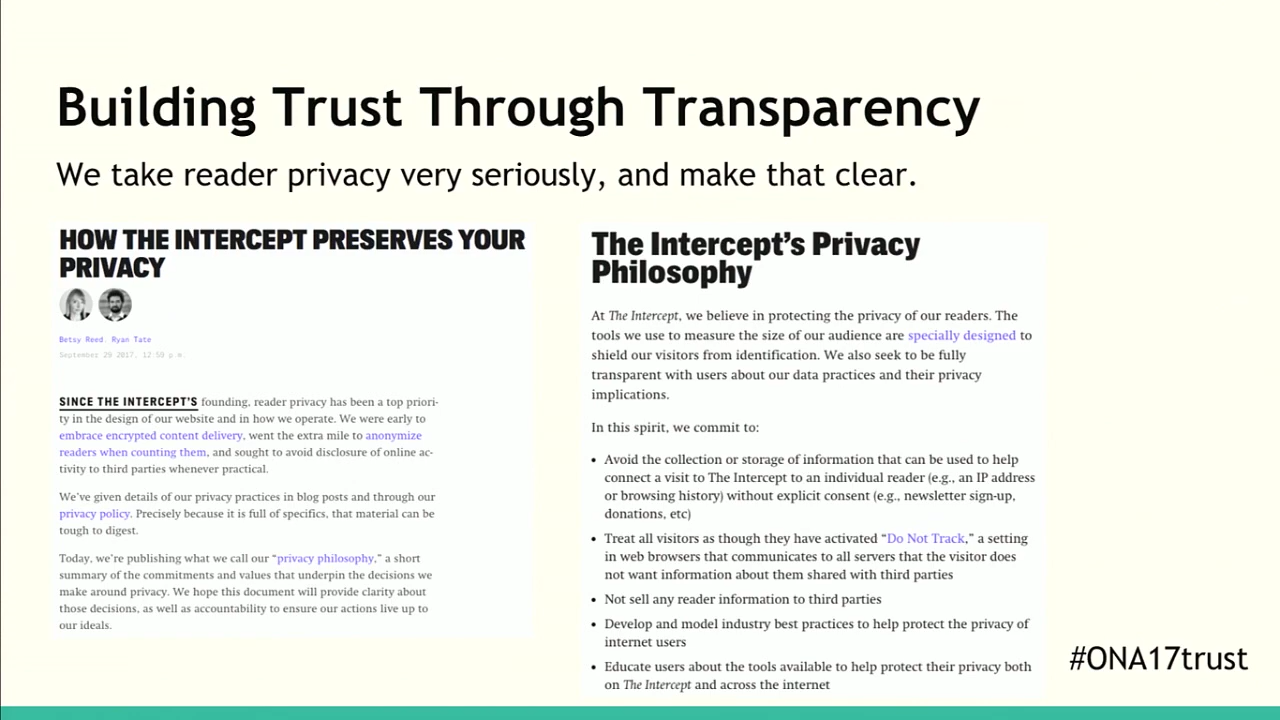 Building Trust Through Transparency
We take reader privacy very seriously, and make that clear.
HOW THE INTERCEPT PRESERVES YOUR
PRIVACY
Betsy Reed, Ryan Tate
September 29 2017, 12:59 p.m.
SINCE THE INTERCEPT'S founding, reader privacy has been a top priori-
ty in the design of our website and in how we operate. We were early to
embrace encrypted content delivery, went the extra mile to anonymize
readers when counting them, and sought to avoid disclosure of online ac-
tivity to third parties whenever practical.
We've given details of our privacy practices in blog posts and through our
privacy policy. Precisely because it is full of specifics, that material can be
tough to digest.
Today, we're publishing what we call our “privacy philosophy,” a short
summary of the commitments and values that underpin the decisions we
make around privacy. We hope this document will provide clarity about
those decisions, as well as accountability to ensure our actions live up to
our ideals.
The Intercept's Privacy
Philosophy
At The Intercept, we believe in protecting the privacy of our readers. The
tools we use to measure the size of our audience are specially designed to
shield our visitors from identification. We also seek to be fully
transparent with users about our data practices and their privacy
implications.
In this spirit, we commit to:
• Avoid the collection or storage of information that can be used to help
connect a visit to The Intercept to an individual reader (e.g., an IP address
or browsing history) without explicit consent (e.g., newsletter sign-up,
donations, etc)
• Treat all visitors as though they have activated “Do Not Track,” a setting
in web browsers that communicates to all servers that the visitor does
not want information about them shared with third parties
• Not sell any reader information to third parties
• Develop and model industry best practices to help protect the privacy of
internet users
• Educate users about the tools available to help protect their privacy both
on The Intercept and across the internet
#ONA17trust